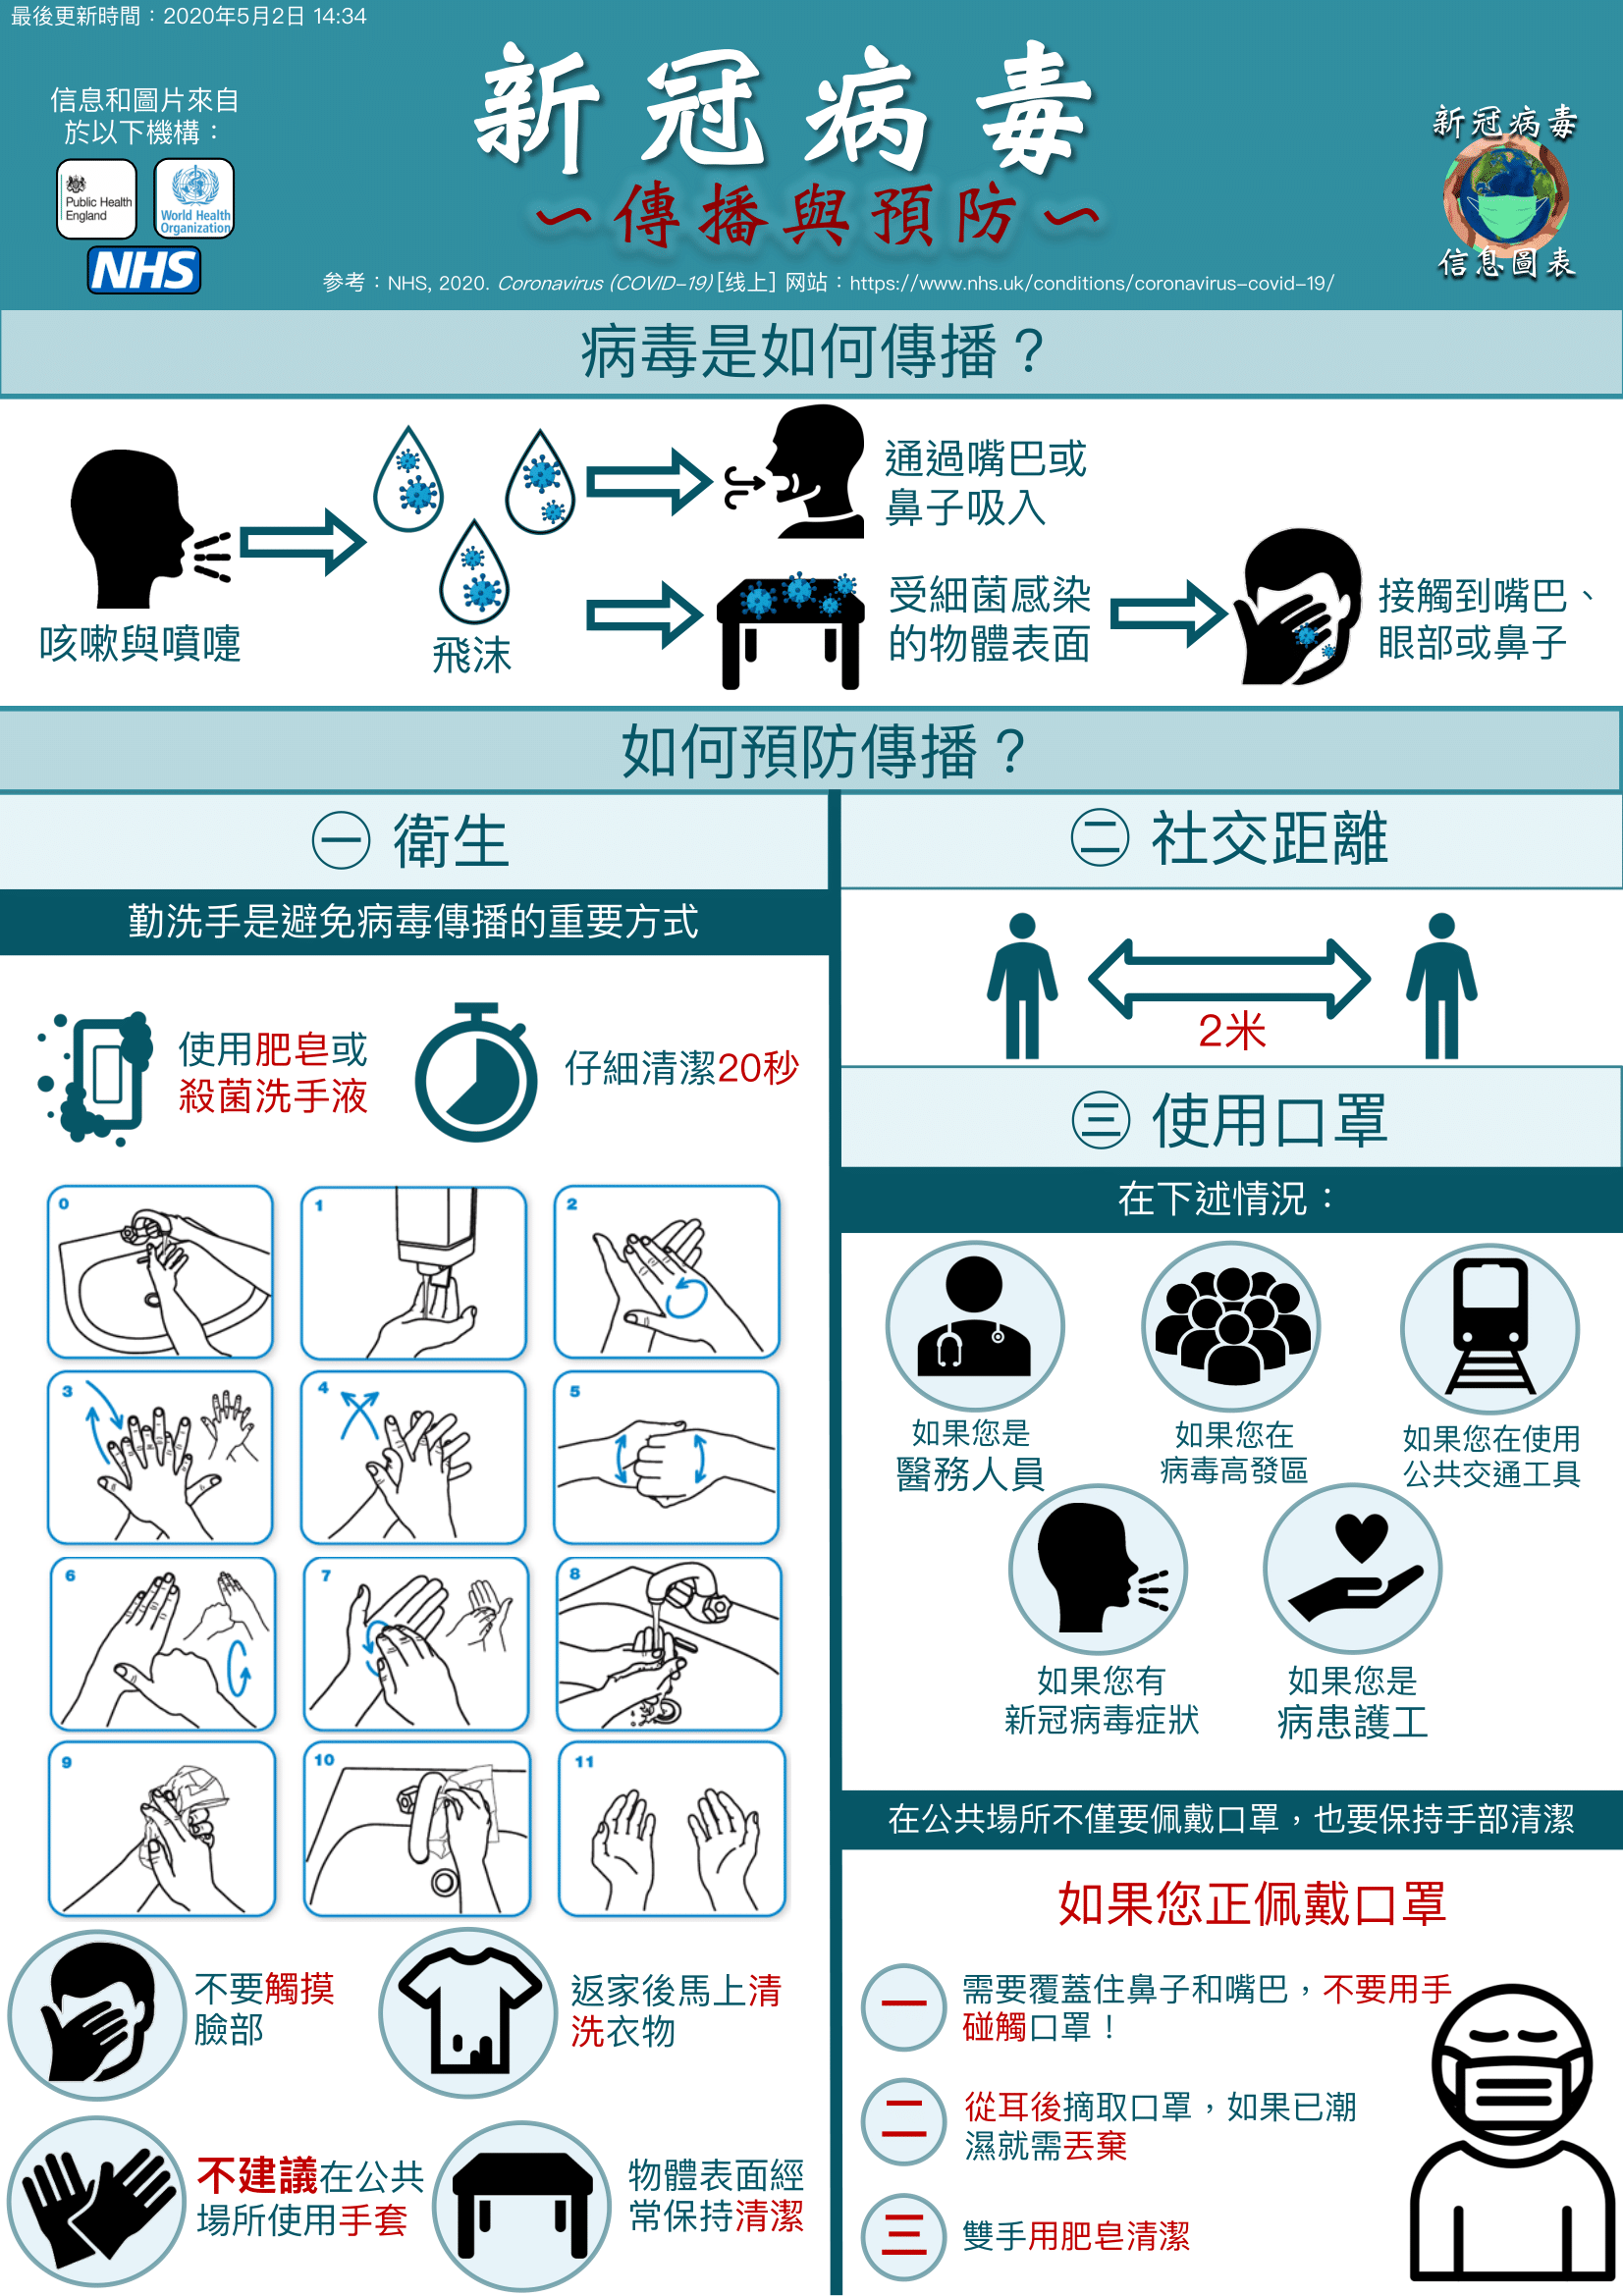 最後更新時間：2020年5月2日 14:34
信息和圖片來自
於以下機構：
Public Health
England
World Health
Organization
NHS
新冠病毒
~傳播與預防~
参考：NHS, 2020. Coronavirus (COVID-19)[线上] 网站：https://www.nhs.uk/conditions/coronavirus-covid-19/
新冠病毒
信息圖表
病毒是如何傳播？
咳嗽與噴嚏
飛沫
通過嘴巴或
鼻子吸入
受細菌感染
的物體表面
接觸到嘴巴、
眼部或鼻子
如何預防傳播？
㊀ 衛生
勤洗手是避免病毒傳播的重要方式
使用肥皂或
殺菌洗手液
仔細清潔20秒
0
1
2
3
4
5
6
7
8
9
10
11
不要觸摸
臉部
返家後馬上清
洗衣物
不建議在公共
場所使用手套
物體表面經
常保持清潔
㊁ 社交距離
2米
㊂ 使用口罩
在下述情況：
如果您是
醫務人員
如果您在
病毒高發區
如果您在使用
公共交通工具
如果您有
新冠病毒症狀
如果您是
病患護工
在公共場所不僅要佩戴口罩，也要保持手部清潔
如果您正佩戴口罩
一 需要覆蓋住鼻子和嘴巴，不要用手
碰觸口罩！
二 從耳後摘取口罩，如果已潮
濕就需丟棄
三 雙手用肥皂清潔